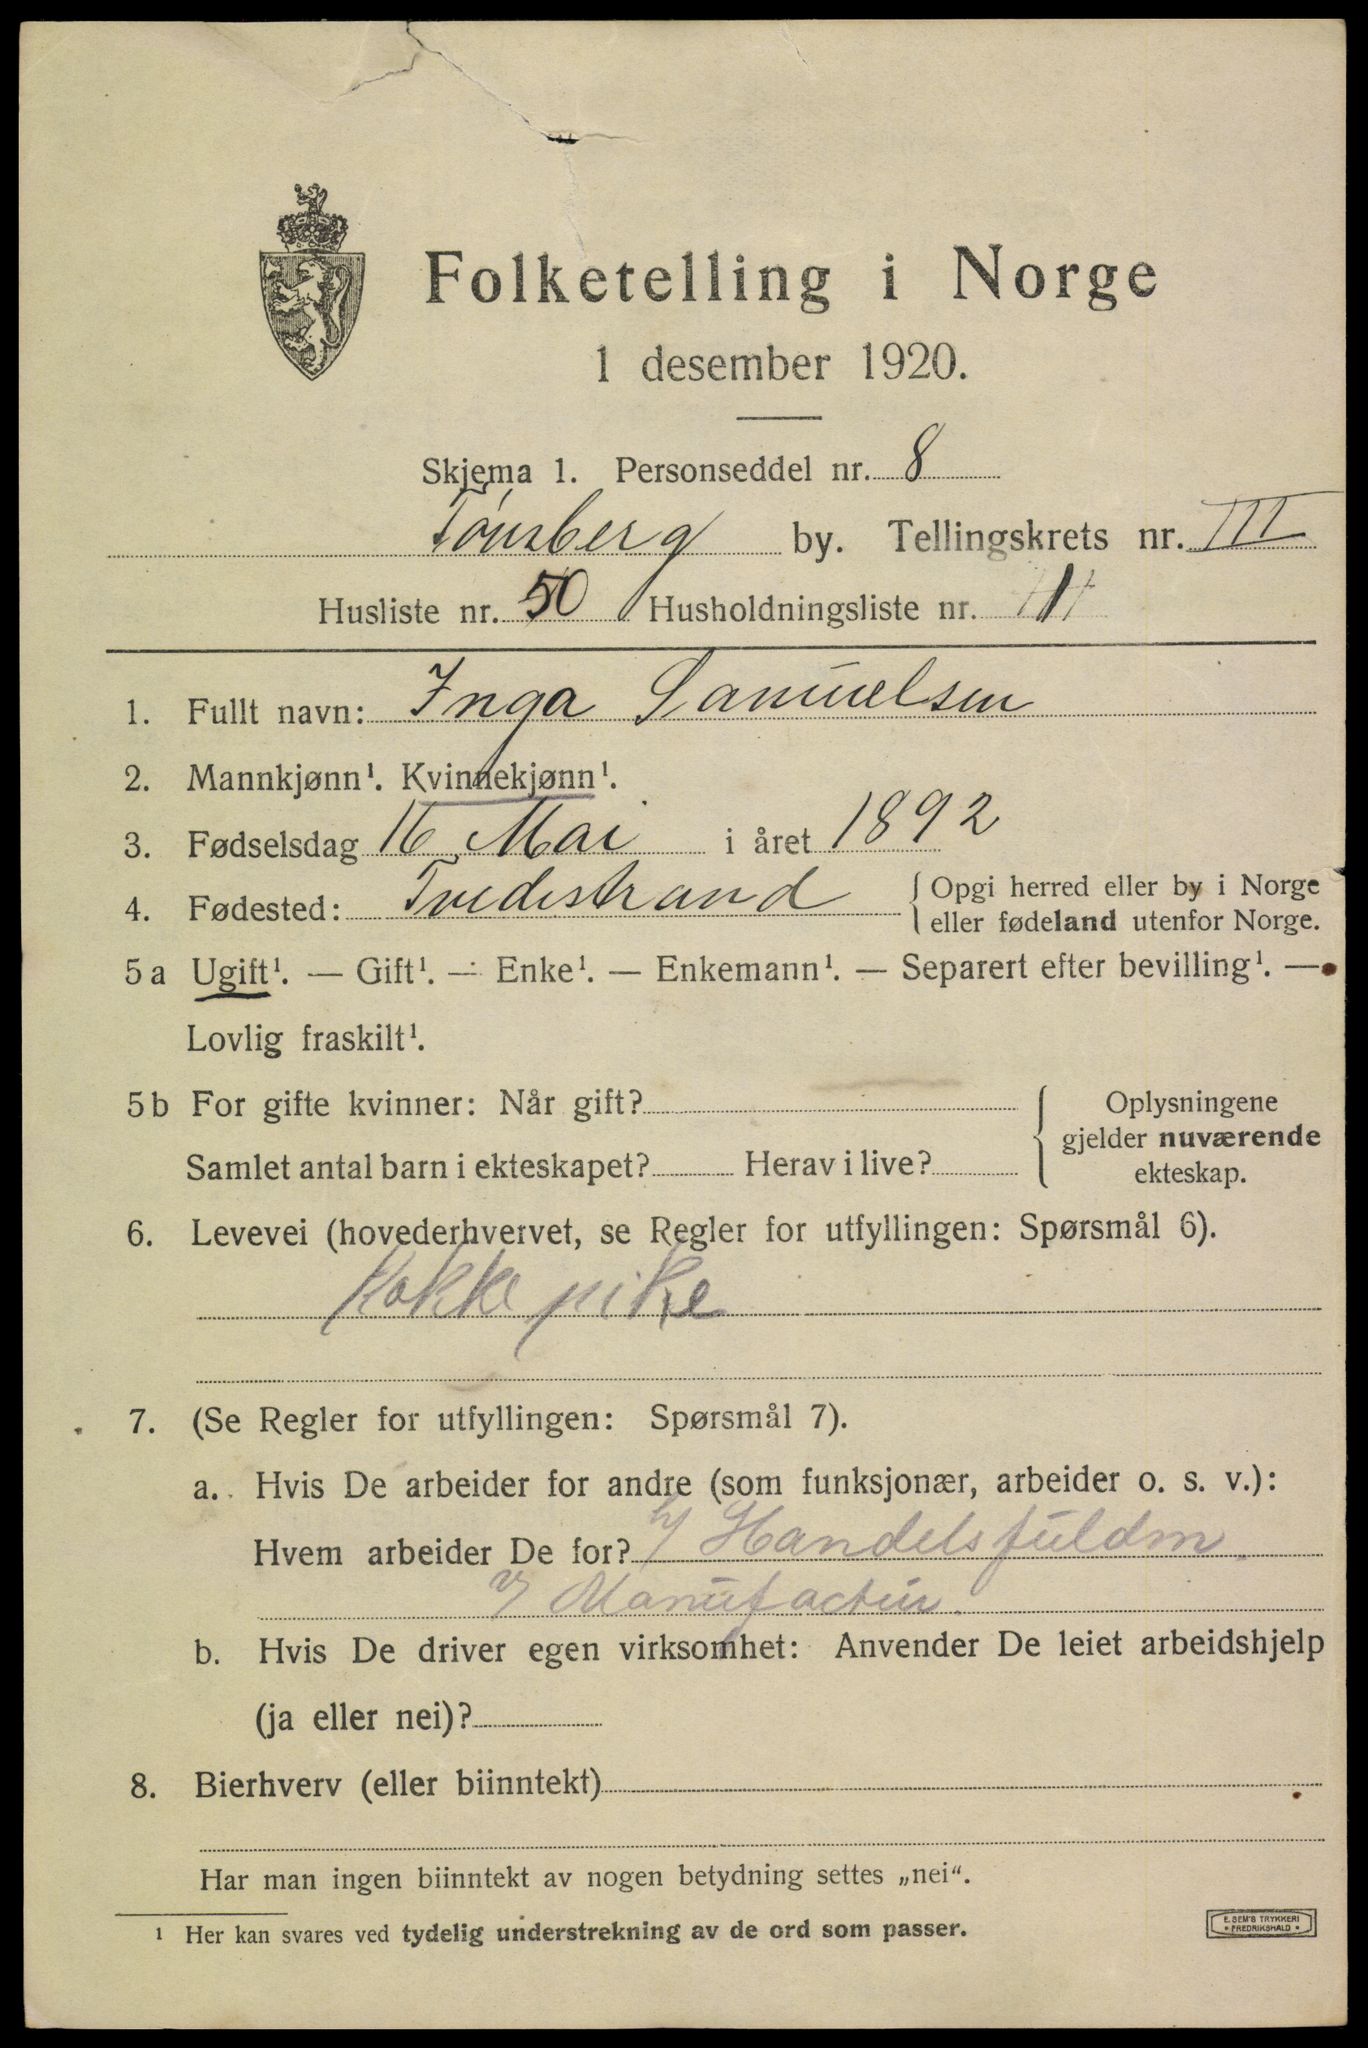 Folketelling i Norge
1 desember 1920.
Skjema 1. Personseddel nr. 8
Tønsberg by. Tellingskrets nr. III
Husliste nr. 50 Husholdningsliste nr. 1
1. Fullt navn: Inga Samuelsen
2. Mannkjønn¹. Kvinnekjønn¹.
3. Fødselsdag 16 Mai i året 1892
4. Fødested: Tvedestrand { Opgi herred eller by i Norge
eller fødeland utenfor Norge.
5 a Ugift¹. — Gift¹. — Enke¹. — Enkemann¹. — Separert efter bevilling¹. —
Lovlig fraskilt¹.
5 b For gifte kvinner: Når gift?
Samlet antal barn i ekteskapet? Herav i live?
Oplysningene
gjelder nuværende
ekteskap.
6. Levevei (hovederhvervet, se Regler for utfyllingen: Spørsmål 6).
Kokkepike
7. (Se Regler for utfyllingen: Spørsmål 7).
a. Hvis De arbeider for andre (som funksjonær, arbeider o. s. v.):
Hvem arbeider De for? h/ Handelsfuldm.
v/ Manufactur.
b. Hvis De driver egen virksomhet: Anvender De leiet arbeidshjelp
(ja eller nei)?
8. Bierhverv (eller biinntekt)
Har man ingen biinntekt av nogen betydning settes „nei“.
¹ Her kan svares ved tydelig understrekning av de ord som passer.
E. SEM'S TRYKKERI
• FREDRIKSHALD •